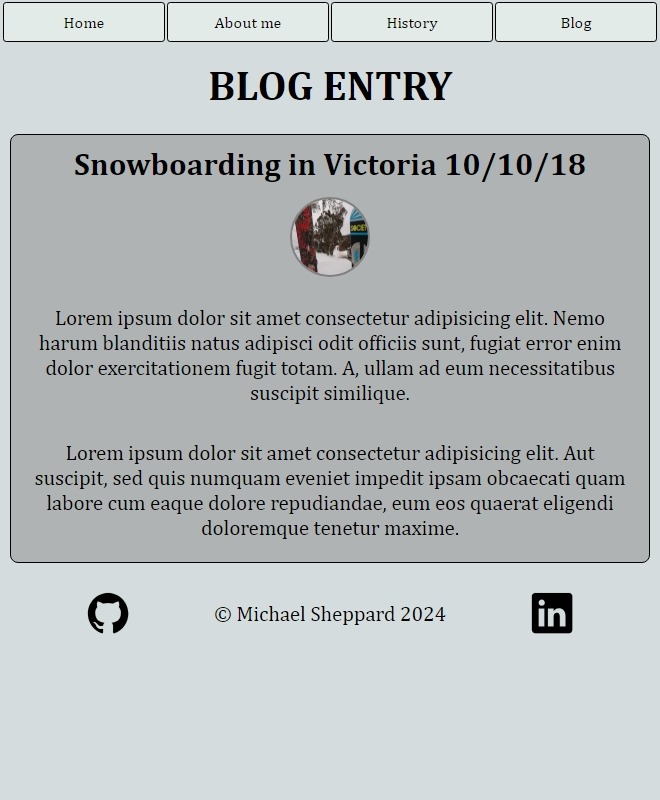 Home About me History Blog
BLOG ENTRY
Snowboarding in Victoria 10/10/18
SOCIET
Lorem ipsum dolor sit amet consectetur adipisicing elit. Nemo
harum blanditiis natus adipisci odit officiis sunt, fugiat error enim
dolor exercitationem fugit totam. A, ullam ad eum necessitatibus
suscipit similique.
Lorem ipsum dolor sit amet consectetur adipisicing elit. Aut
suscipit, sed quis numquam eveniet impedit ipsam obcaecati quam
labore cum eaque dolore repudiandae, eum eos quaerat eligendi
doloremque tenetur maxime.
© Michael Sheppard 2024
in